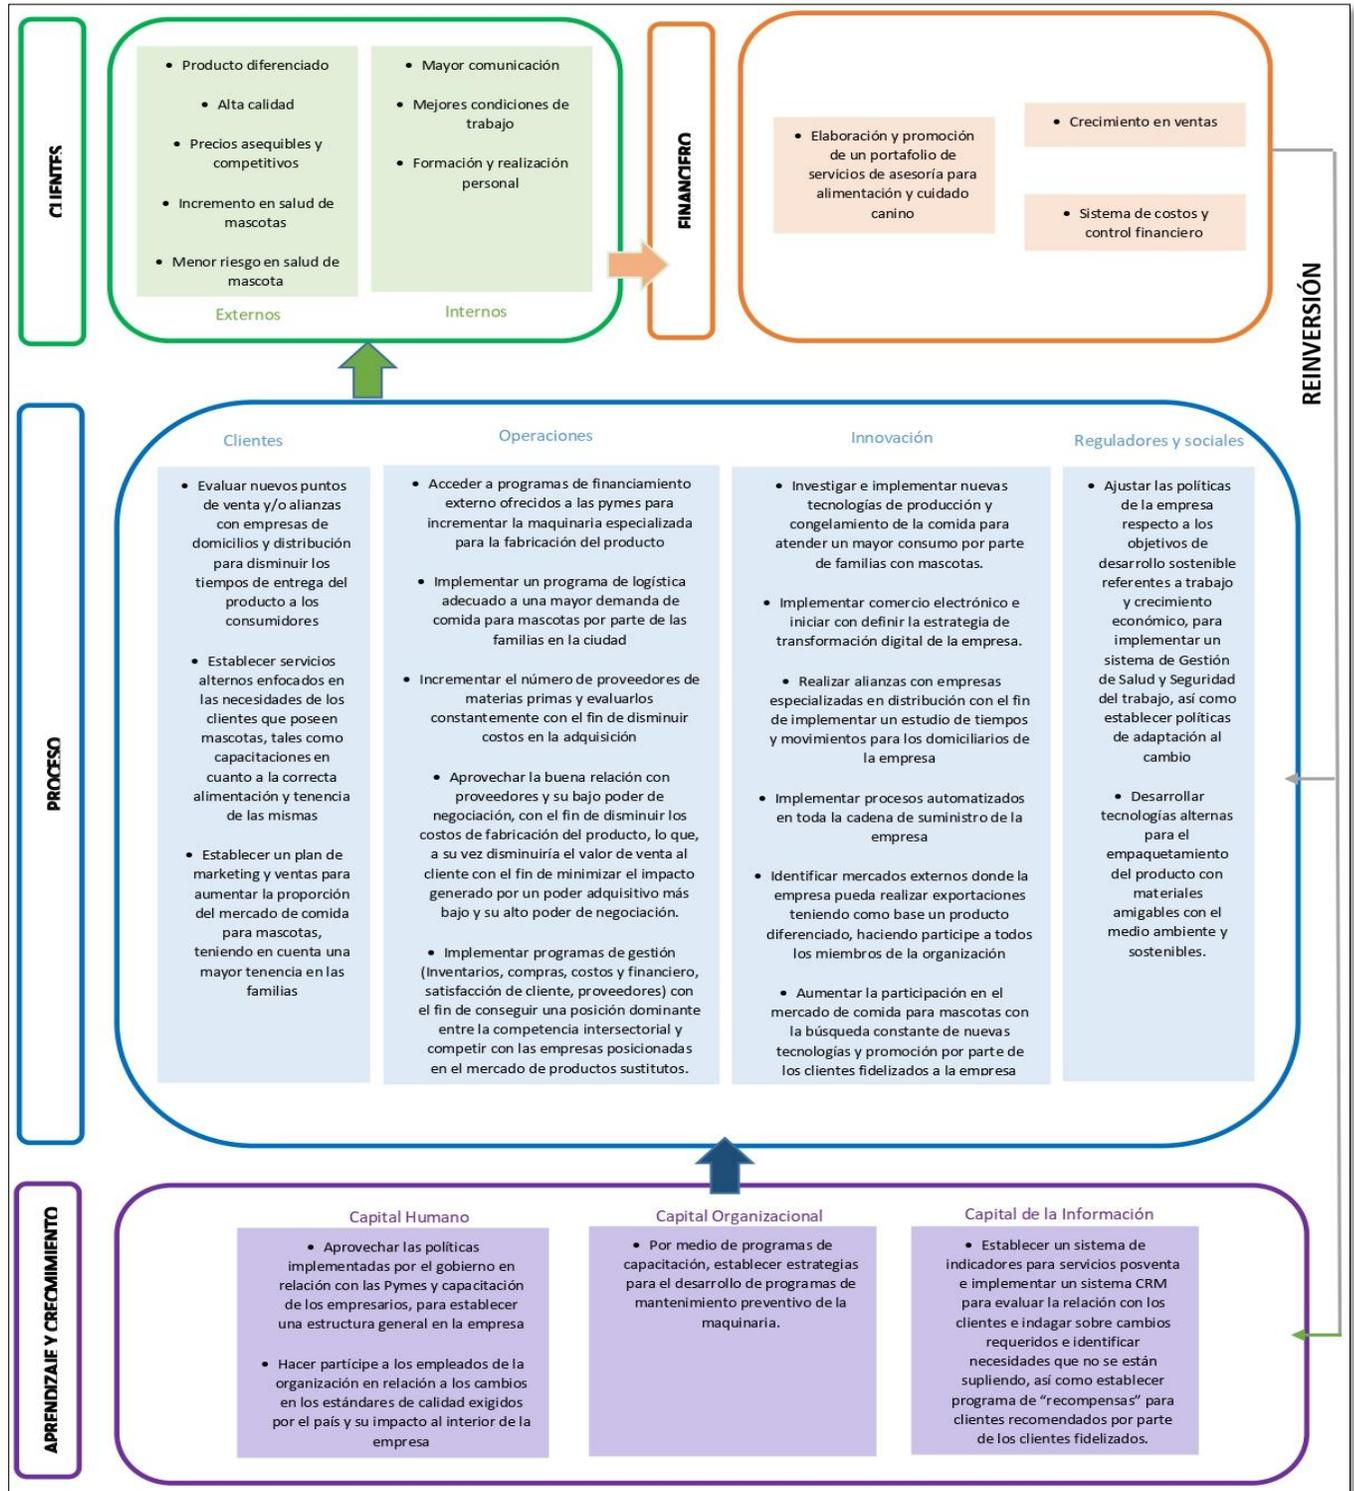 CLIENTES
• Producto diferenciado
• Alta calidad
• Precios asequibles y
competitivos
• Incremento en salud de
mascotas
• Menor riesgo en salud de
mascota
Externos
• Mayor comunicación
• Mejores condiciones de
trabajo
• Formación y realización
personal
Internos
FINANCIERO
• Elaboración y promoción
de un portafolio de
servicios de asesoría para
alimentación y cuidado
canino
• Crecimiento en ventas
• Sistema de costos y
control financiero
REINVERSIÓN
PROCESO
Clientes
• Evaluar nuevos puntos
de venta y/o alianzas
con empresas de
domicilios y distribución
para disminuir los
tiempos de entrega del
producto a los
consumidores
• Establecer servicios
alternos enfocados en
las necesidades de los
clientes que poseen
mascotas, tales como
capacitaciones en
cuanto a la correcta
alimentación y tenencia
de las mismas
• Establecer un plan de
marketing y ventas para
aumentar la proporción
del mercado de comida
para mascotas,
teniendo en cuenta una
mayor tenencia en las
familias
Operaciones
• Acceder a programas de financiamiento
externo ofrecidos a las pymes para
incrementar la maquinaria especializada
para la fabricación del producto
• Implementar un programa de logística
adecuado a una mayor demanda de
comida para mascotas por parte de las
familias en la ciudad
• Incrementar el número de proveedores de
materias primas y evaluarlos
constantemente con el fin de disminuir
costos en la adquisición
• Aprovechar la buena relación con
proveedores y su bajo poder de
negociación, con el fin de disminuir los
costos de fabricación del producto, lo que,
a su vez disminuiría el valor de venta al
cliente con el fin de minimizar el impacto
generado por un poder adquisitivo más
bajo y su alto poder de negociación.
• Implementar programas de gestión
(Inventarios, compras, costos y financiero,
satisfacción de cliente, proveedores) con
el fin de conseguir una posición dominante
entre la competencia intersectorial y
competir con las empresas posicionadas
en el mercado de productos sustitutos.
Innovación
• Investigar e implementar nuevas
tecnologías de producción y
congelamiento de la comida para
atender un mayor consumo por parte
de familias con mascotas.
• Implementar comercio electrónico e
iniciar con definir la estrategia de
transformación digital de la empresa.
• Realizar alianzas con empresas
especializadas en distribución con el fin
de implementar un estudio de tiempos
y movimientos para los domiciliarios de
la empresa
• Implementar procesos automatizados
en toda la cadena de suministro de la
empresa
• Identificar mercados externos donde la
empresa pueda realizar exportaciones
teniendo como base un producto
diferenciado, haciendo participe a todos
los miembros de la organización
• Aumentar la participación en el
mercado de comida para mascotas con
la búsqueda constante de nuevas
tecnologías y promoción por parte de
los clientes fidelizados a la empresa
Reguladores y sociales
• Ajustar las políticas
de la empresa
respecto a los
objetivos de
desarrollo sostenible
referentes a trabajo
y crecimiento
económico, para
implementar un
sistema de Gestión
de Salud y Seguridad
del trabajo, así como
establecer políticas
de adaptación al
cambio
• Desarrollar
tecnologías alternas
para el
empaquetamiento
del producto con
materiales
amigables con el
medio ambiente y
sostenibles.
APRENDIZAJE Y CRECMIMIENTO
Capital Humano
• Aprovechar las políticas
implementadas por el gobierno en
relación con las Pymes y capacitación
de los empresarios, para establecer
una estructura general en la empresa
• Hacer partícipe a los empleados de la
organización en relación a los cambios
en los estándares de calidad exigidos
por el país y su impacto al interior de la
empresa
Capital Organizacional
• Por medio de programas de
capacitación, establecer estrategias
para el desarrollo de programas de
mantenimiento preventivo de la
maquinaria.
Capital de la Información
• Establecer un sistema de
indicadores para servicios posventa
e implementar un sistema CRM
para evaluar la relación con los
clientes e indagar sobre cambios
requeridos e identificar
necesidades que no se están
supliendo, así como establecer
programa de “recompensas” para
clientes recomendados por parte
de los clientes fidelizados.